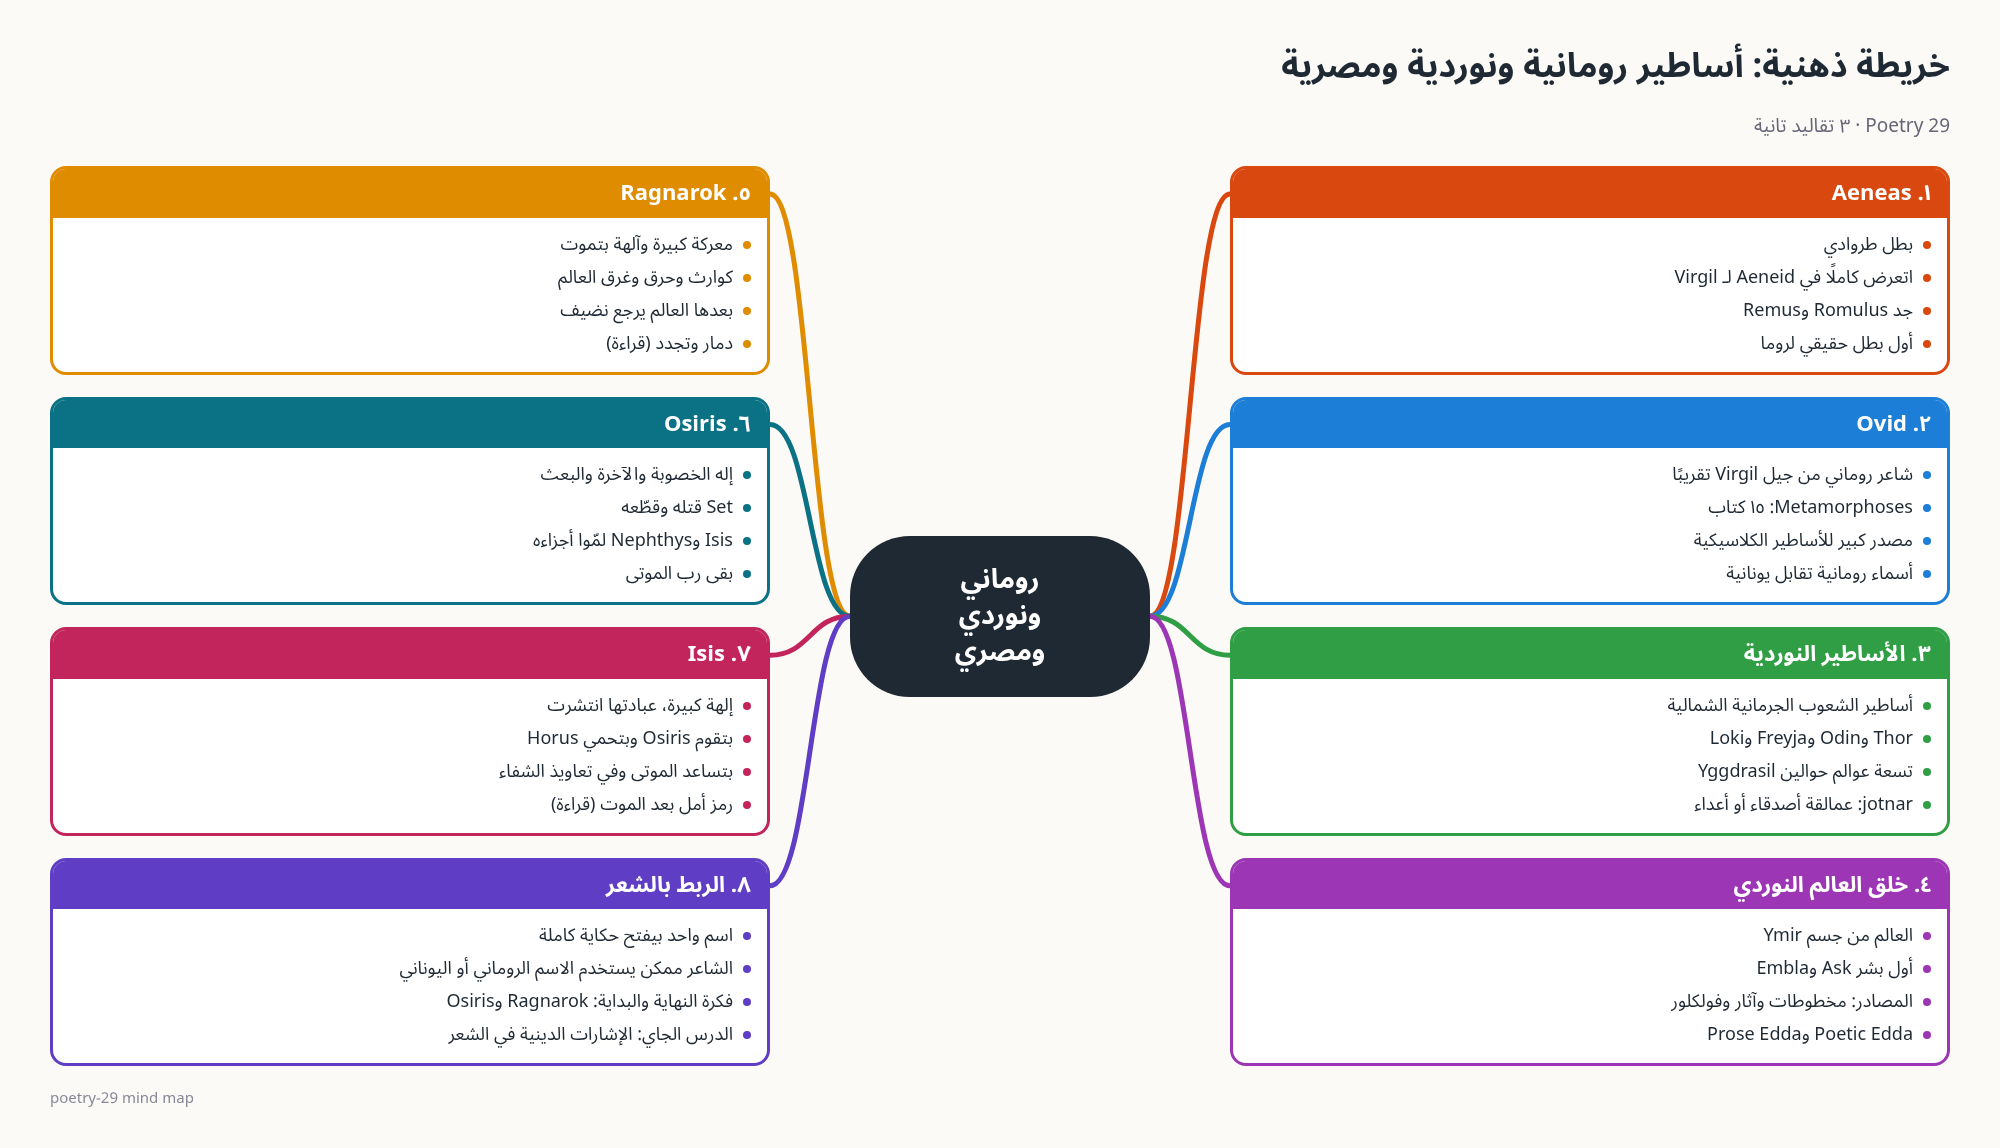 خريطة ذهنية: أساطير رومانية ونوردية ومصرية
Poetry 29 · ٣ تقاليد تانية
١. Aeneas
بطل طروادي
اتعرض كاملًا في Aeneid لـ Virgil
جد Romulus وRemus
أول بطل حقيقي لروما
٢. Ovid
شاعر روماني من جيل Virgil تقريبًا
Metamorphoses: ١٥ كتاب
مصدر كبير للأساطير الكلاسيكية
أسماء رومانية تقابل يونانية
٣. الأساطير النوردية
أساطير الشعوب الجرمانية الشمالية
Thor وOdin وFreyja وLoki
تسعة عوالم حوالين Yggdrasil
jotnar: عمالقة أصدقاء أو أعداء
٤. خلق العالم النوردي
العالم من جسم Ymir
أول بشر Ask وEmbla
المصادر: مخطوطات وآثار وفولكلور
Poetic Edda وProse Edda
روماني
ونوردي
ومصري
٥. Ragnarok
معركة كبيرة وآلهة بتموت
كوارث وحرق وغرق العالم
بعدها العالم يرجع نضيف
دمار وتجدد (قراءة)
٦. Osiris
إله الخصوبة والآخرة والبعث
Set قتله وقطّعه
Isis وNephthys لمّوا أجزاءه
بقى رب الموتى
٧. Isis
إلهة كبيرة، عبادتها انتشرت
بتقوم Osiris وبتحمي Horus
بتساعد الموتى وفي تعاويذ الشفاء
رمز أمل بعد الموت (قراءة)
٨. الربط بالشعر
اسم واحد بيفتح حكاية كاملة
الشاعر ممكن يستخدم الاسم الروماني أو اليوناني
فكرة النهاية والبداية: Ragnarok وOsiris
الدرس الجاي: الإشارات الدينية في الشعر
poetry-29 mind map